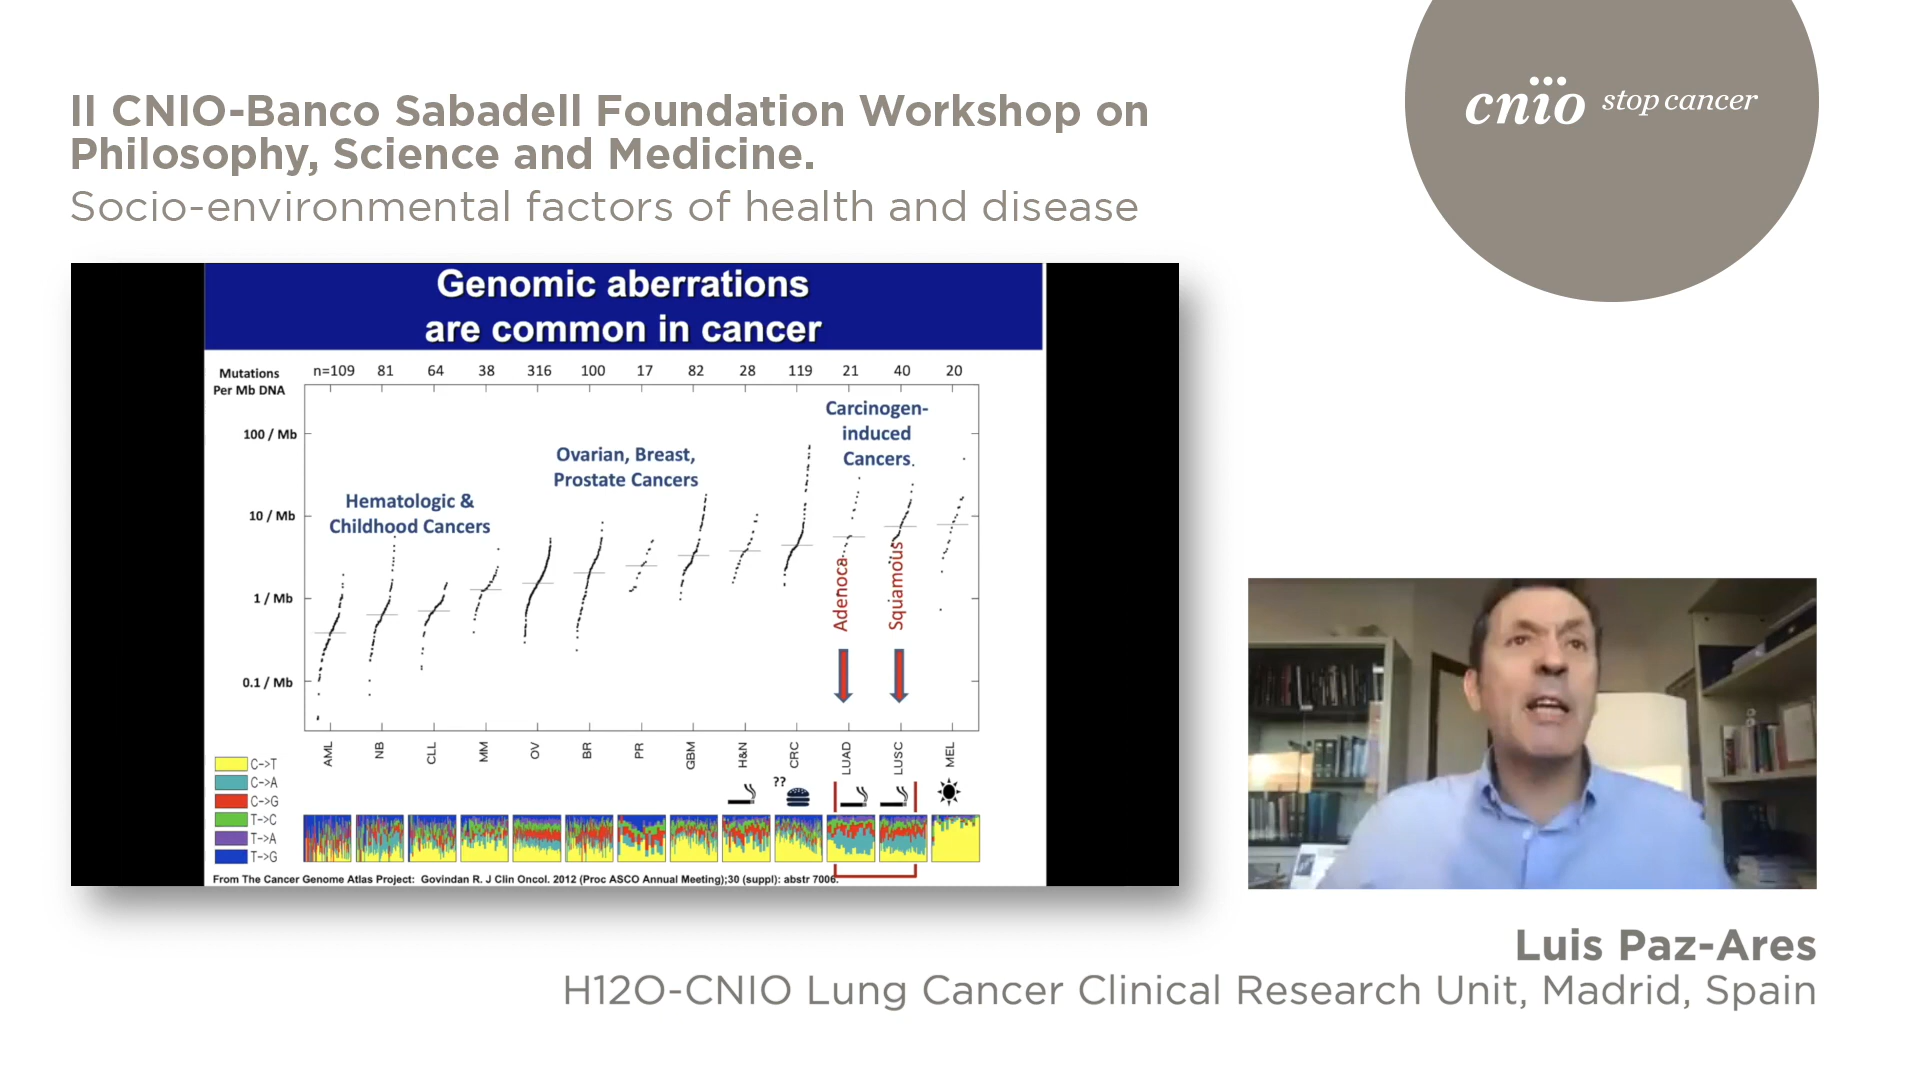 II CNIO-Banco Sabadell Foundation Workshop on
Philosophy, Science and Medicine.
Socio-environmental factors of health and disease
cnio stop cancer
Genomic aberrations
are common in cancer
Mutations
Per Mb DNA
n=109 81 64 38 316 100 17 82 28 119 21 40 20
100 / Mb
10 / Mb
1 / Mb
0.1 / Mb
Hematologic &
Childhood Cancers
Ovarian, Breast,
Prostate Cancers
Carcinogen-
induced
Cancers
Adenoca
Squamous
AML NB CLL MM OV BR PR GBM H&N CRC LUAD LUSC MEL
??
C->T
C->A
C->G
T->C
T->A
T->G
From The Cancer Genome Atlas Project: Govindan R. J Clin Oncol. 2012 (Proc ASCO Annual Meeting);30 (suppl): abstr 7006.
Luis Paz-Ares
H12O-CNIO Lung Cancer Clinical Research Unit, Madrid, Spain